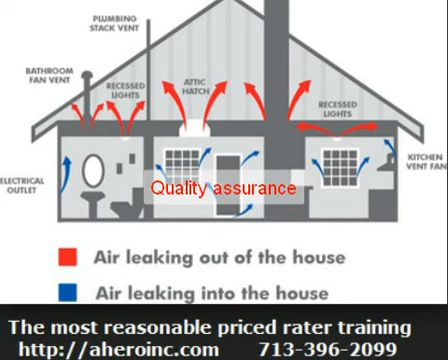 PLUMBING
STACK VENT
BATHROOM
FAN VENT
RECESSED
LIGHTS
ATTIC
HATCH
RECESSED
LIGHTS
KITCHEN
VENT FAN
ELECTRICAL
OUTLET
Quality assurance
Air leaking out of the house
Air leaking into the house
The most reasonable priced rater training
http://aheroinc.com 713-396-2099